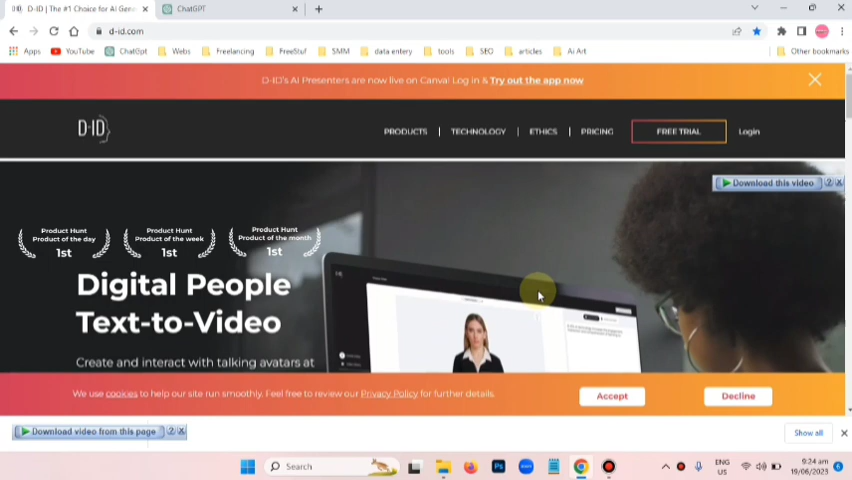 D-ID | The #1 Choice for AI Gene
ChatGPT
d-id.com
Apps YouTube ChatGpt Webs Freelancing FreeStuf SMM data entery tools SEO articles Ai Art Other bookmarks
D-ID's AI Presenters are now live on Canva! Log in & Try out the app now
D-ID
PRODUCTS | TECHNOLOGY | ETHICS | PRICING FREE TRIAL Login
Download this video
Product Hunt Product Hunt Product Hunt
Product of the day Product of the week Product of the month
1st 1st 1st
Digital People
Text-to-Video
Create and interact with talking avatars at
We use cookies to help our site run smoothly. Feel free to review our Privacy Policy for further details.
Accept Decline
Download video from this page
Show all
Search
Ps
zoom
ENG
US
9:24 am
19/06/2023
6